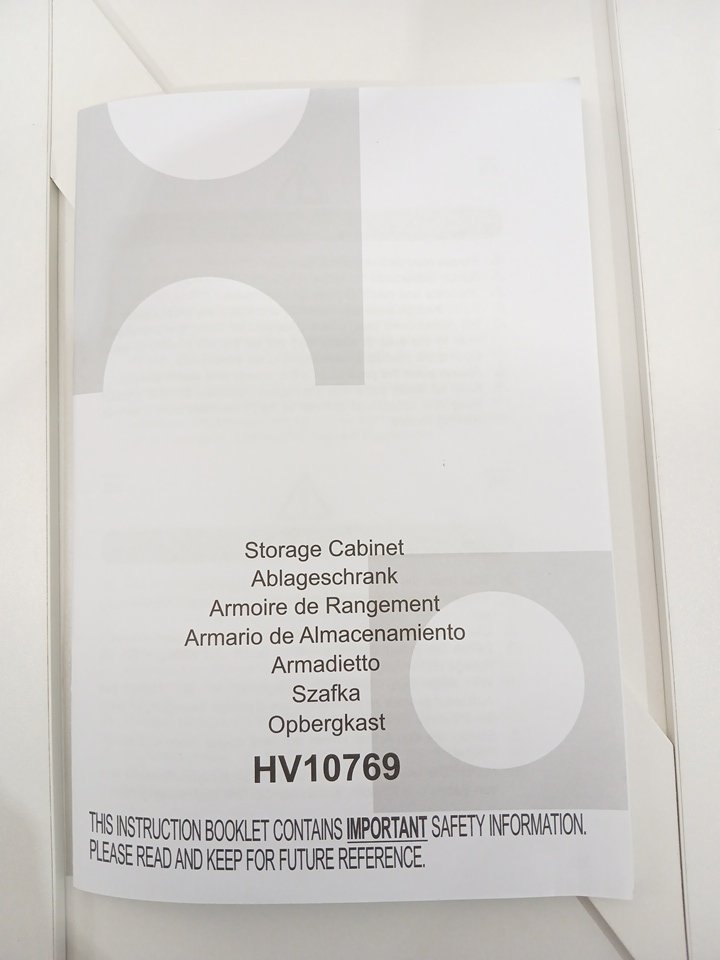 Storage Cabinet
Ablageschrank
Armoire de Rangement
Armario de Almacenamiento
Armadietto
Szafka
Opbergkast
HV10769
THIS INSTRUCTION BOOKLET CONTAINS IMPORTANT SAFETY INFORMATION.
PLEASE READ AND KEEP FOR FUTURE REFERENCE.